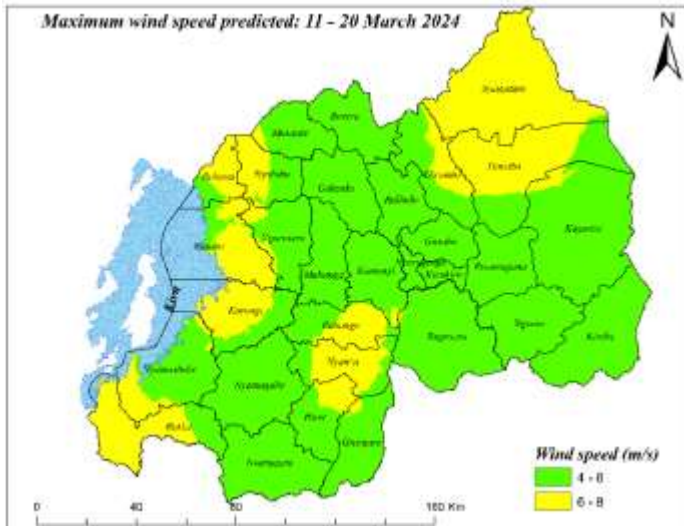 Maximum wind speed predicted: 11 - 20 March 2024
N
Nyagatare
Burera
Musanze
Gatsibo
Rubavu
Nyabihu
Gicumbi
Gakenke
Rulindo
Kayonza
Ngororero
Rutsiro
Gasabo
Muhanga
Kamonyi
Rwamagana
Kicukiro
Kivu
Karongi
Ruhango
Bugesera
Ngoma
Kirehe
Nyanza
Nyamasheke
Nyamagabe
Huye
Rusizi
Gisagara
Nyaruguru
Wind speed (m/s)
4 - 6
6 - 8
0 40 80 160 Km